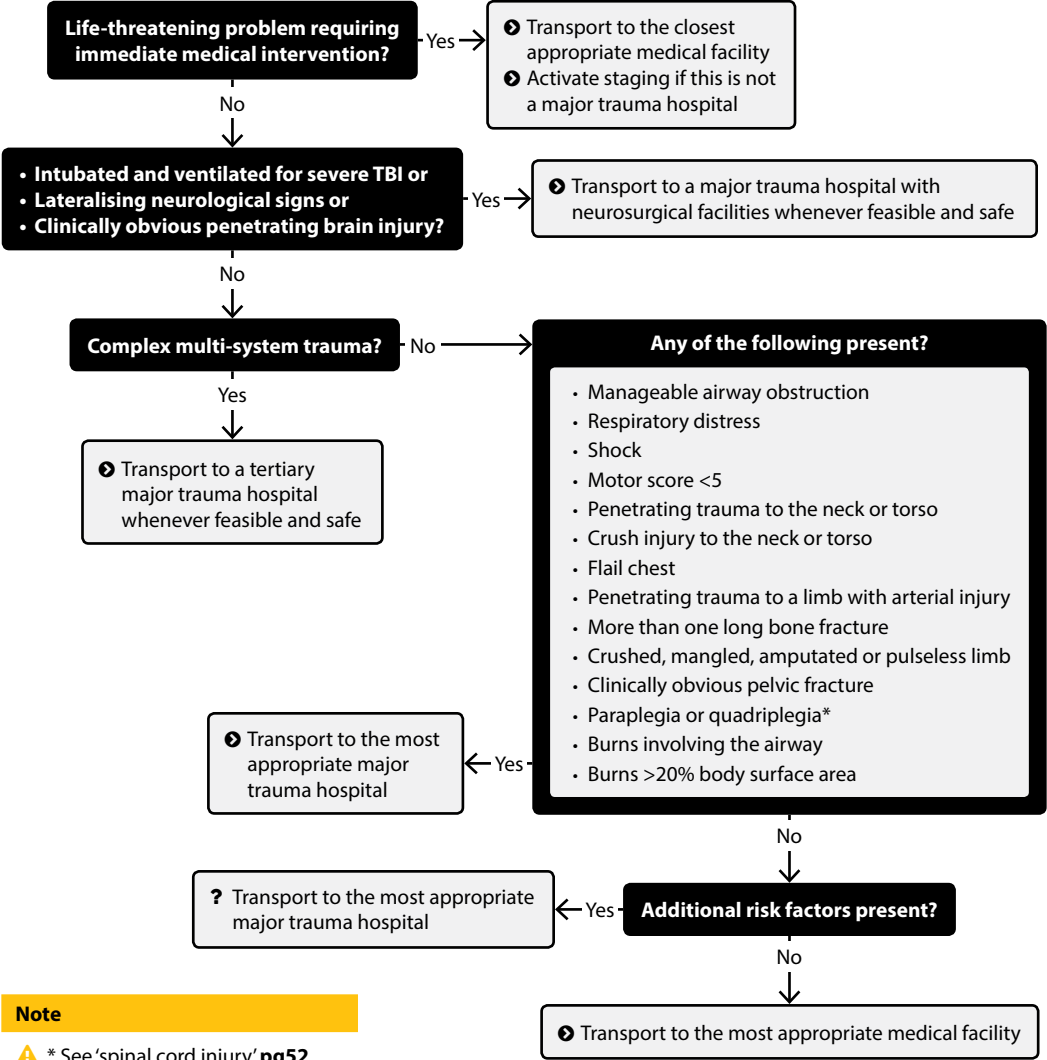 Life-threatening problem requiring
immediate medical intervention?
Yes
Transport to the closest
appropriate medical facility
Activate staging if this is not
a major trauma hospital
No
• Intubated and ventilated for severe TBI or
• Lateralising neurological signs or
• Clinically obvious penetrating brain injury?
Yes
Transport to a major trauma hospital with
neurosurgical facilities whenever feasible and safe
No
Complex multi-system trauma?
No
Yes
Transport to a tertiary
major trauma hospital
whenever feasible and safe
Any of the following present?
• Manageable airway obstruction
• Respiratory distress
• Shock
• Motor score <5
• Penetrating trauma to the neck or torso
• Crush injury to the neck or torso
• Flail chest
• Penetrating trauma to a limb with arterial injury
• More than one long bone fracture
• Crushed, mangled, amputated or pulseless limb
• Clinically obvious pelvic fracture
• Paraplegia or quadriplegia*
• Burns involving the airway
• Burns >20% body surface area
Yes
Transport to the most
appropriate major
trauma hospital
No
Additional risk factors present?
Yes
? Transport to the most appropriate
major trauma hospital
No
Transport to the most appropriate medical facility
Note
* See ‘spinal cord injury’ pg52